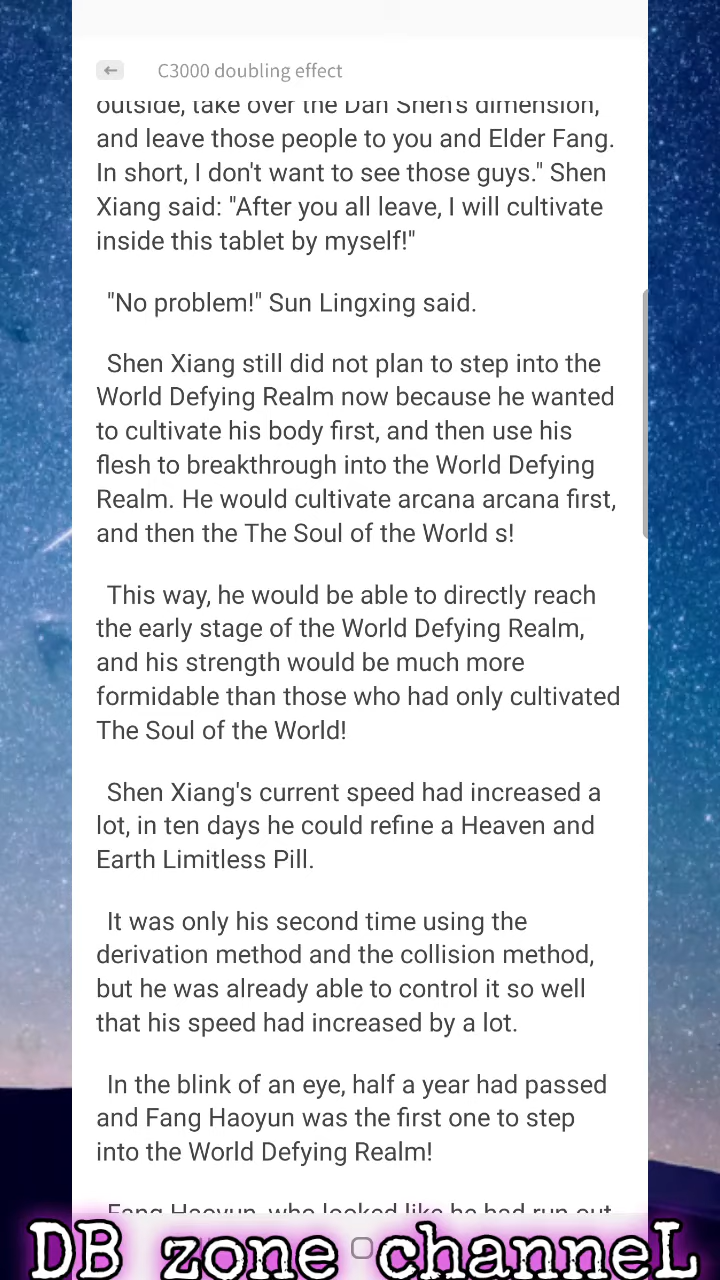 C3000 doubling effect
outside, take over the Dan Shen's dimension,
and leave those people to you and Elder Fang.
In short, I don't want to see those guys." Shen
Xiang said: "After you all leave, I will cultivate
inside this tablet by myself!"
"No problem!" Sun Lingxing said.
Shen Xiang still did not plan to step into the
World Defying Realm now because he wanted
to cultivate his body first, and then use his
flesh to breakthrough into the World Defying
Realm. He would cultivate arcana arcana first,
and then the The Soul of the World s!
This way, he would be able to directly reach
the early stage of the World Defying Realm,
and his strength would be much more
formidable than those who had only cultivated
The Soul of the World!
Shen Xiang's current speed had increased a
lot, in ten days he could refine a Heaven and
Earth Limitless Pill.
It was only his second time using the
derivation method and the collision method,
but he was already able to control it so well
that his speed had increased by a lot.
In the blink of an eye, half a year had passed
and Fang Haoyun was the first one to step
into the World Defying Realm!
Fang Haoyun, who looked like he had run out
DB zone channeL